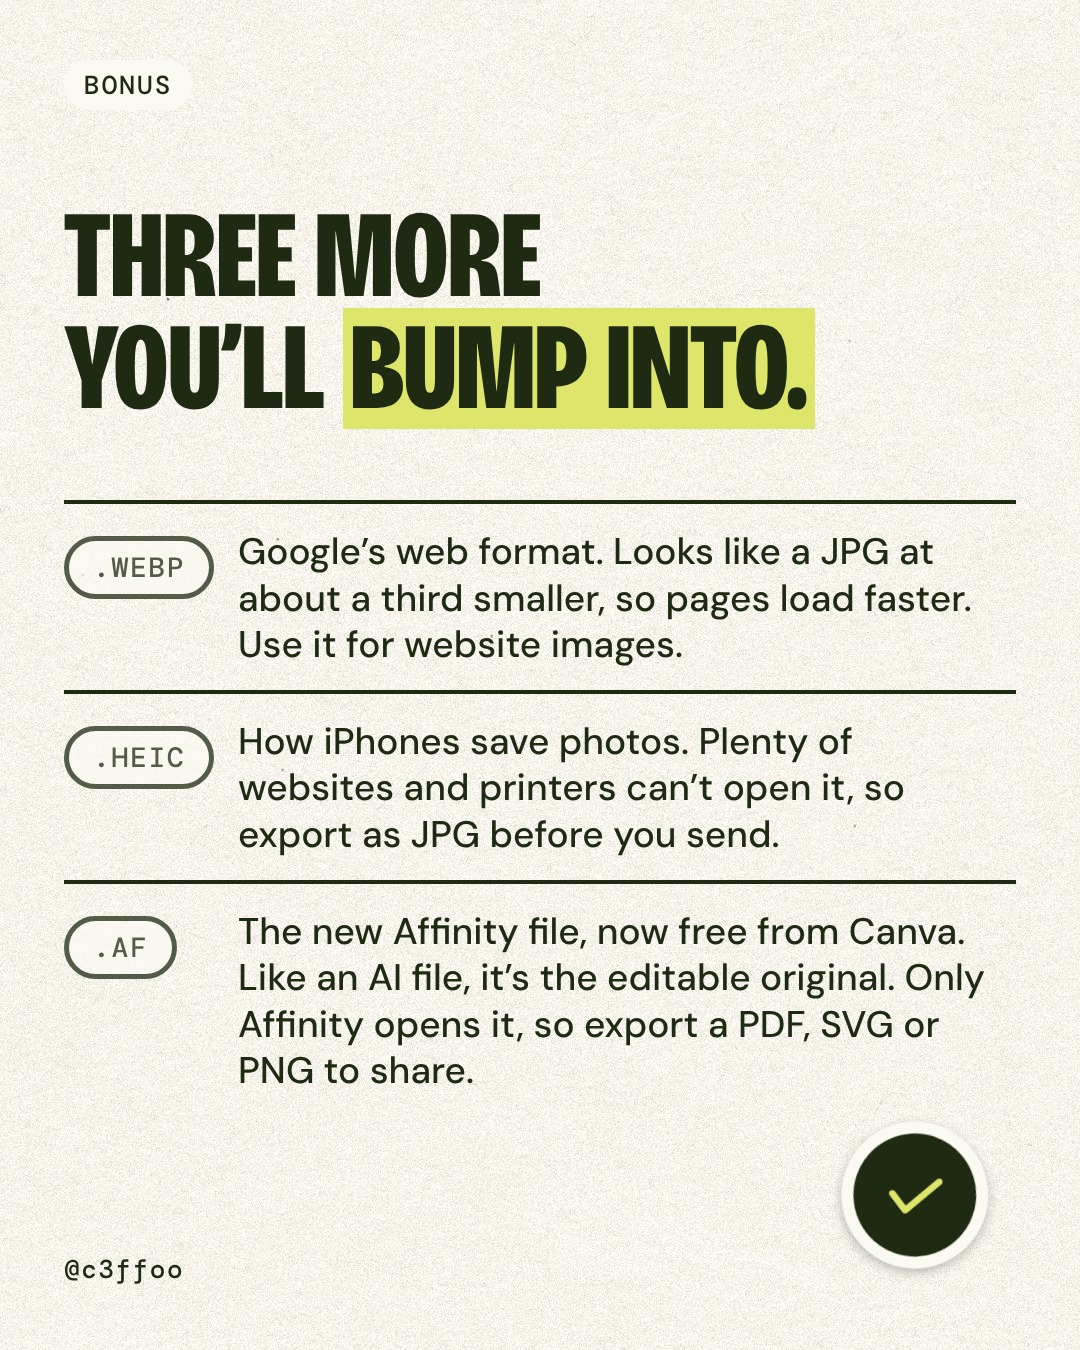 BONUS
THREE MORE
YOU’LL BUMP INTO.
.WEBP
Google’s web format. Looks like a JPG at
about a third smaller, so pages load faster.
Use it for website images.
.HEIC
How iPhones save photos. Plenty of
websites and printers can’t open it, so
export as JPG before you send.
.AF
The new Affinity file, now free from Canva.
Like an AI file, it’s the editable original. Only
Affinity opens it, so export a PDF, SVG or
PNG to share.
@c3ffoo